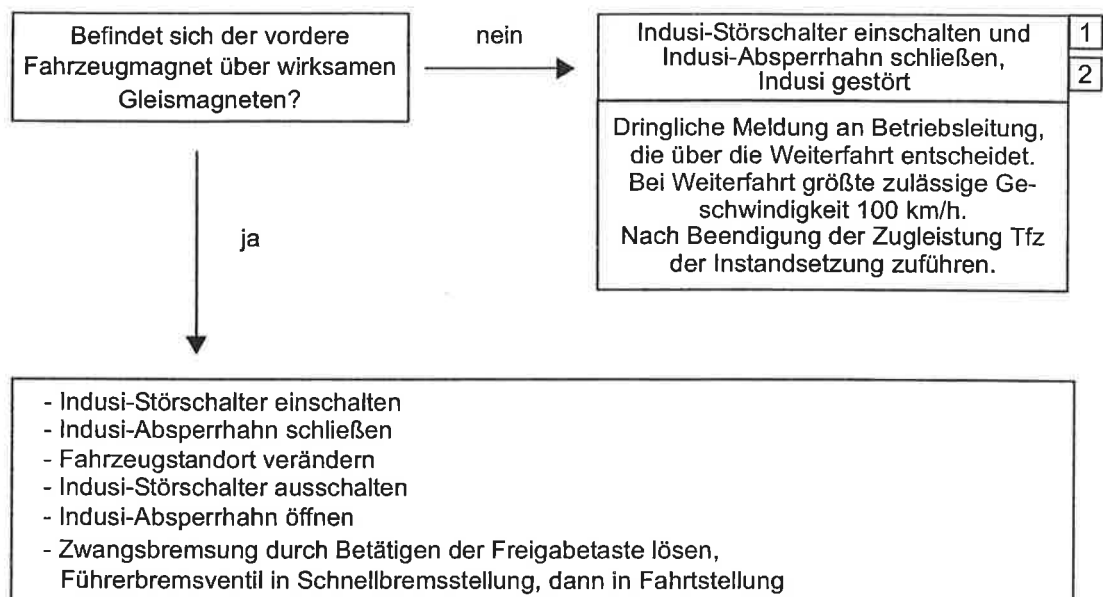 Befindet sich der vordere
Fahrzeugmagnet über wirksamen
Gleismagneten?
nein
Indusi-Störschalter einschalten und
Indusi-Absperrhahn schließen,
Indusi gestört
1
2
Dringliche Meldung an Betriebsleitung,
die über die Weiterfahrt entscheidet.
Bei Weiterfahrt größte zulässige Ge-
schwindigkeit 100 km/h.
Nach Beendigung der Zugleistung Tfz
der Instandsetzung zuführen.
ja
- Indusi-Störschalter einschalten
- Indusi-Absperrhahn schließen
- Fahrzeugstandort verändern
- Indusi-Störschalter ausschalten
- Indusi-Absperrhahn öffnen
- Zwangsbremsung durch Betätigen der Freigabetaste lösen,
Führerbremsventil in Schnellbremsstellung, dann in Fahrtstellung